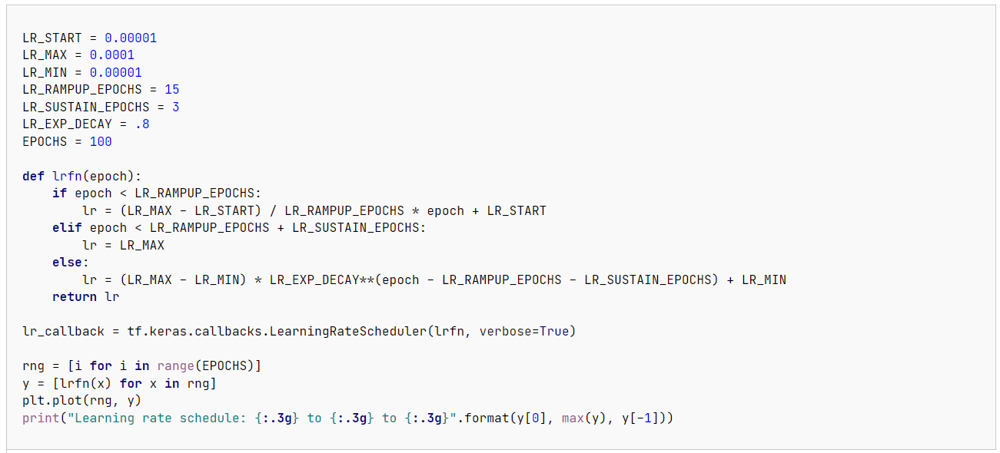 LR_START = 0.00001
LR_MAX = 0.0001
LR_MIN = 0.00001
LR_RAMPUP_EPOCHS = 15
LR_SUSTAIN_EPOCHS = 3
LR_EXP_DECAY = .8
EPOCHS = 100

def lrfn(epoch):
    if epoch < LR_RAMPUP_EPOCHS:
        lr = (LR_MAX - LR_START) / LR_RAMPUP_EPOCHS * epoch + LR_START
    elif epoch < LR_RAMPUP_EPOCHS + LR_SUSTAIN_EPOCHS:
        lr = LR_MAX
    else:
        lr = (LR_MAX - LR_MIN) * LR_EXP_DECAY**(epoch - LR_RAMPUP_EPOCHS - LR_SUSTAIN_EPOCHS) + LR_MIN
    return lr

lr_callback = tf.keras.callbacks.LearningRateScheduler(lrfn, verbose=True)

rng = [i for i in range(EPOCHS)]
y = [lrfn(x) for x in rng]
plt.plot(rng, y)
print("Learning rate schedule: {:.3g} to {:.3g} to {:.3g}".format(y[0], max(y), y[-1]))